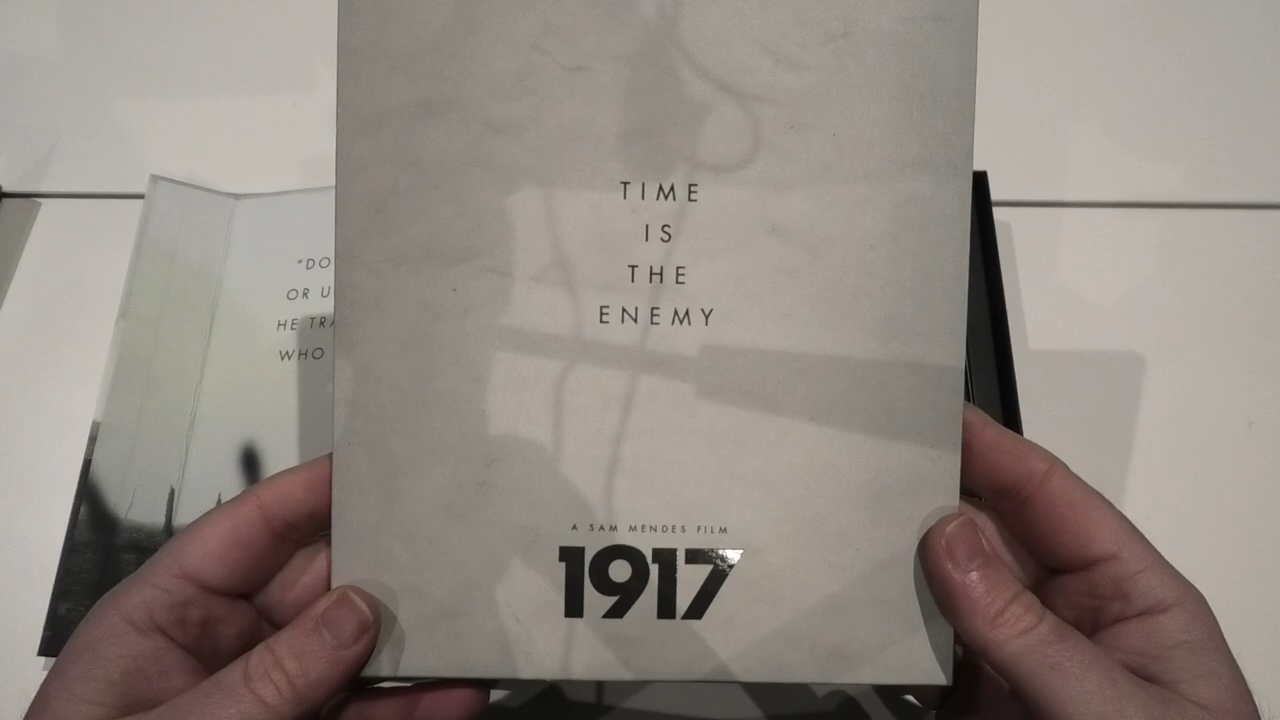 "DO
OR U
HE TRA
WHO
TIME
IS
THE
ENEMY
A SAM MENDES FILM
1917